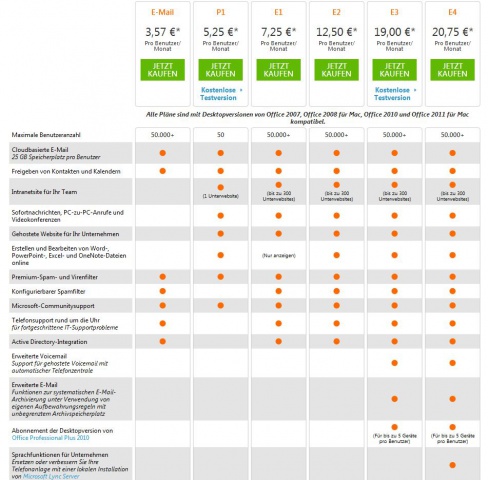 E-Mail P1 E1 E2 E3 E4
3,57 €* 5,25 €* 7,25 €* 12,50 €* 19,00 €* 20,75 €*
Pro Benutzer/ Pro Benutzer/ Pro Benutzer/ Pro Benutzer/ Pro Benutzer/ Pro Benutzer/
Monat Monat Monat Monat Monat Monat
JETZT JETZT JETZT JETZT JETZT JETZT
KAUFEN KAUFEN KAUFEN KAUFEN KAUFEN KAUFEN
Kostenlose Kostenlose
Testversion Testversion
Alle Pläne sind mit Desktopversionen von Office 2007, Office 2008 für Mac, Office 2010 und Office 2011 für Mac
kompatibel.
Maximale Benutzeranzahl 50.000+ 50 50.000+ 50.000+ 50.000+ 50.000+
Cloudbasierte E-Mail
25 GB Speicherplatz pro Benutzer
Freigeben von Kontakten und Kalendern
Intranetsite für Ihr Team
(1 Unterwebsite) (bis zu 300 (bis zu 300 (bis zu 300 (bis zu 300
Unterwebsites) Unterwebsites) Unterwebsites) Unterwebsites)
Sofortnachrichten, PC-zu-PC-Anrufe und
Videokonferenzen
Gehostete Website für Ihr Unternehmen
Erstellen und Bearbeiten von Word-,
PowerPoint-, Excel- und OneNote-Dateien (Nur anzeigen)
online
Premium-Spam- und Virenfilter
Konfigurierbarer Spamfilter
Microsoft-Communitysupport
Telefonsupport rund um die Uhr
für fortgeschrittene IT-Supportprobleme
Active Directory-Integration
Erweiterte Voicemail
Support für gehostete Voicemail mit
automatischer Telefonzentrale
Erweiterte E-Mail
Funktionen zur systematischen E-Mail-
Archivierung unter Verwendung von
eigenen Aufbewahrungsregeln mit
unbegrenztem Archivspeicherplatz
Abonnement der Desktopversion von
Office Professional Plus 2010 (Für bis zu 5 Geräte (Für bis zu 5 Geräte
pro Benutzer) pro Benutzer)
Sprachfunktionen für Unternehmen
Ersetzen oder verbessern Sie Ihre
Telefonanlage mit einer lokalen Installation
von Microsoft Lync Server